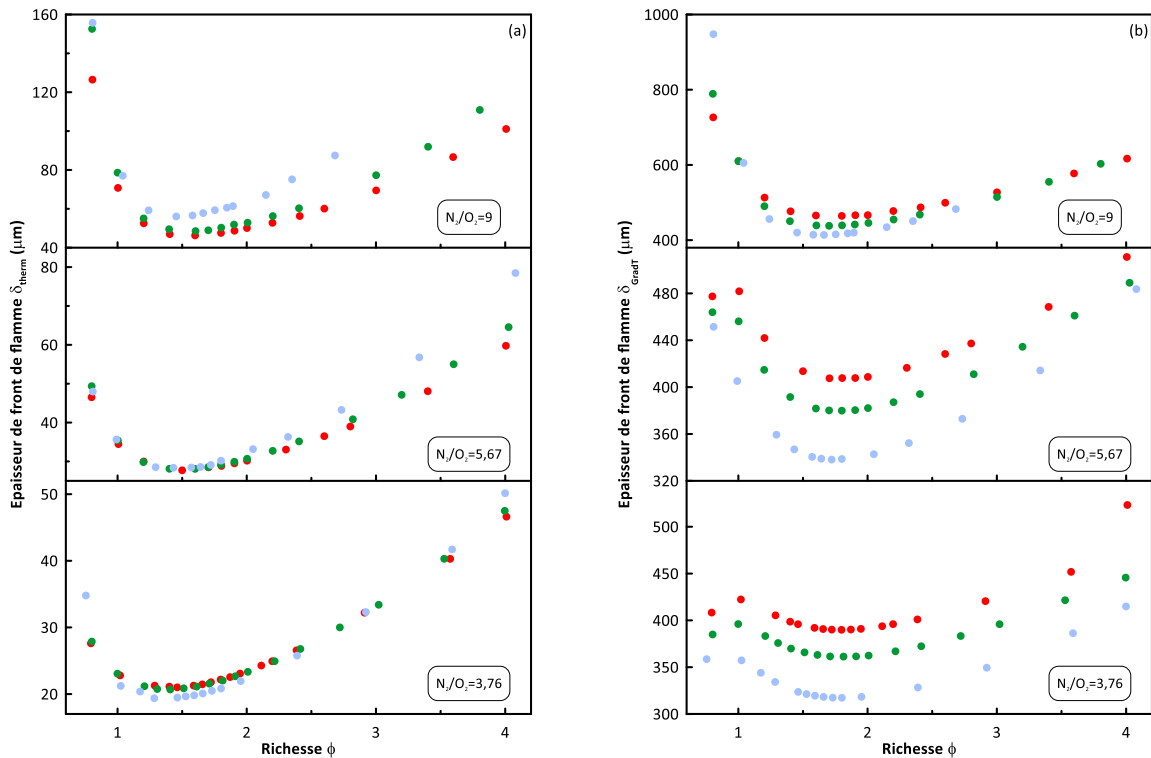 Epaisseur de front de flamme δtherm (μm)
160
120
80
40
(a)
N2/O2=9
80
60
40
N2/O2=5,67
50
40
30
20
N2/O2=3,76
1 2 3 4
Richesse ϕ
Epaisseur de front de flamme δGradT (μm)
1000
800
600
400
(b)
N2/O2=9
480
440
400
360
320
N2/O2=5,67
500
450
400
350
300
N2/O2=3,76
1 2 3 4
Richesse ϕ